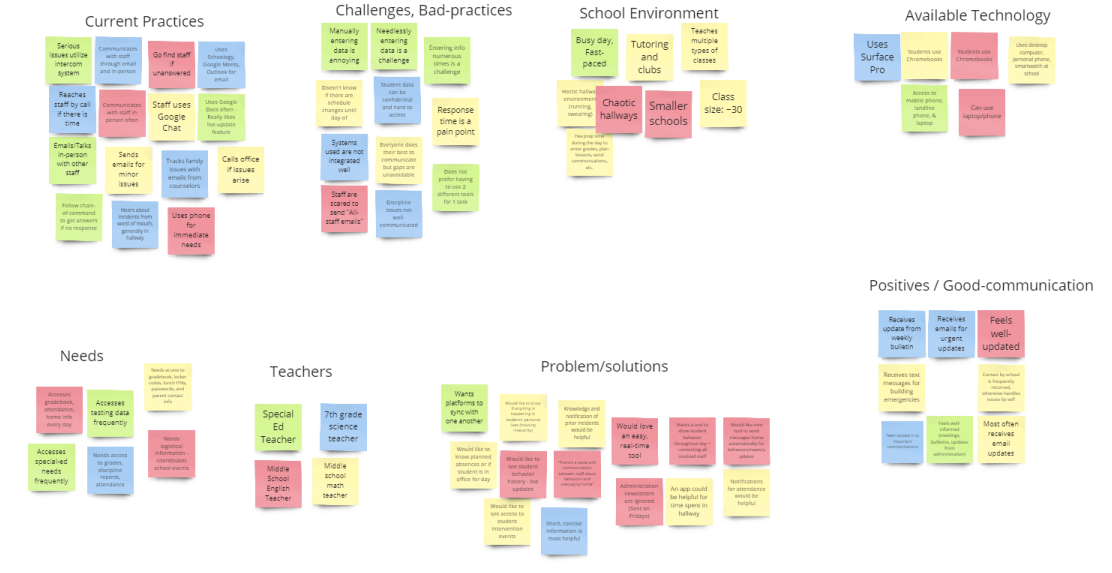 Current Practices
Serious
issues utilize
intercom
system
Communicates
with staff
through email
and in-person
Go find staff
if
unanswered
Uses
Schoology,
Google Meets,
Outlook for
email
Reaches
staff by call
if there is
time
Communicates
with staff in
person often
Staff uses
Google
Chat
Uses Google
Docs often -
Really likes
live-update
feature
Emails/Talks
in-person
with other
staff
Sends
emails for
minor
issues
Tracks family
issues with
emails from
counselors
Calls office
if issues
arise
Follow chain-
of-command
to get answers
if no response
Hears about
incidents from
word of mouth,
generally in
hallway
Uses phone
for
immediate
needs
Challenges, Bad-practices
Manually
entering
data is
annoying
Needlessly
entering data
is a challenge
Entering info
numerous
times is a
challenge
Doesn't know
if there are
schedule
changes until
day-of
Student data
can be
confidential
and hard to
access
Response
time is a
pain point
Systems
used are not
integrated
well
Everyone does
their best to
communicate
but gaps are
unavoidable
Does not
prefer having
to use 2
different tools
for 1 task
Staff are
scared to
send "All-
staff emails"
Discipline
issues not
well-
communicated
School Environment
Busy day,
Fast-
paced
Tutoring
and
clubs
Teaches
multiple
types of
classes
Hectic hallway
environment
(running,
swearing)
Chaotic
hallways
Smaller
schools
Class
size: ~30
Two prep time
during the day to
enter grades, plan
lessons, send
communications,
etc.
Available Technology
Uses
Surface
Pro
Students use
Chromebooks
Students use
Chromebooks
Uses desktop
computer,
personal phone,
smartwatch at
school
Access to
mobile phone,
landline
phone, &
laptop
Can use
laptop/phone
Positives / Good-communication
Receives
update from
weekly
bulletin
Receives
emails for
urgent
updates
Feels
well-
updated
Receives text
messages for
building
emergencies
Contact by school
is frequently
returned,
otherwise handles
issues by self
communication
Feels well-
informed
(meetings,
bulletins, updates
from
administration)
Most often
receives
email
updates
Needs
Accesses
gradebook,
attendance,
home info
every day
Accesses
testing data
frequently
Needs access to
gradebook, locker
codes, lunch PINs,
passwords, and
parent contact
info
Accesses
special-ed
needs
frequently
Needs access
to grades,
discipline
reports,
attendance
Needs
logistical
information -
coordinates
school events
Teachers
Special
Ed
Teacher
7th grade
science
teacher
Middle
School
English
Teacher
Middle
school
math
teacher
Problem/solutions
Wants
platforms to
sync with
one another
Would like to know
if anything is
happening in
students' personal
lives
Knowledge and
notification of
prior incidents
would be
helpful
Would love
an easy,
real-time
tool
Wants a tool to
show student
behavior
throughout day +
contacting all
involved staff
Would like new
tool to send
messages home
automatically for
behavior/missing
Would like to
know planned
absences or if
student is in
office for day
Would like to
see student
behavior
history - live
updates
Administration
newsletters
are ignored
(Sent on
Fridays)
An app could
be helpful for
time spent in
hallway
Notifications
for attendance
would be
helpful
Would like to
see access to
student
intervention
events
Short, concise
information is
most helpful